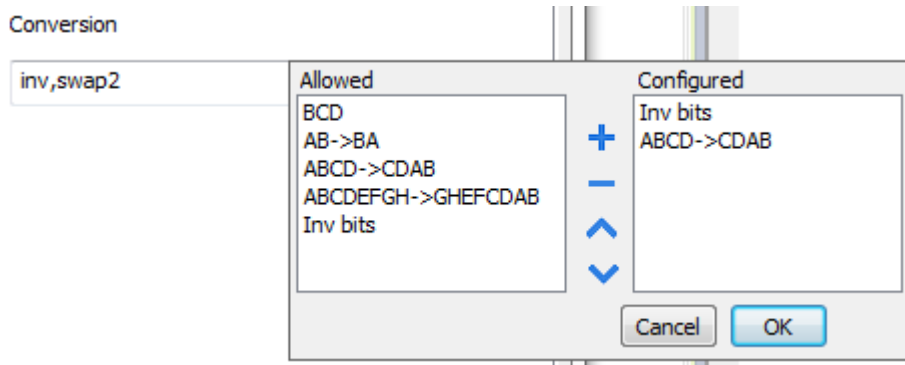 Conversion
inv,swap2
Allowed
BCD
AB->BA
ABCD->CDAB
ABCDEFGH->GHEFCDAB
Inv bits
Configured
Inv bits
ABCD->CDAB
Cancel
OK